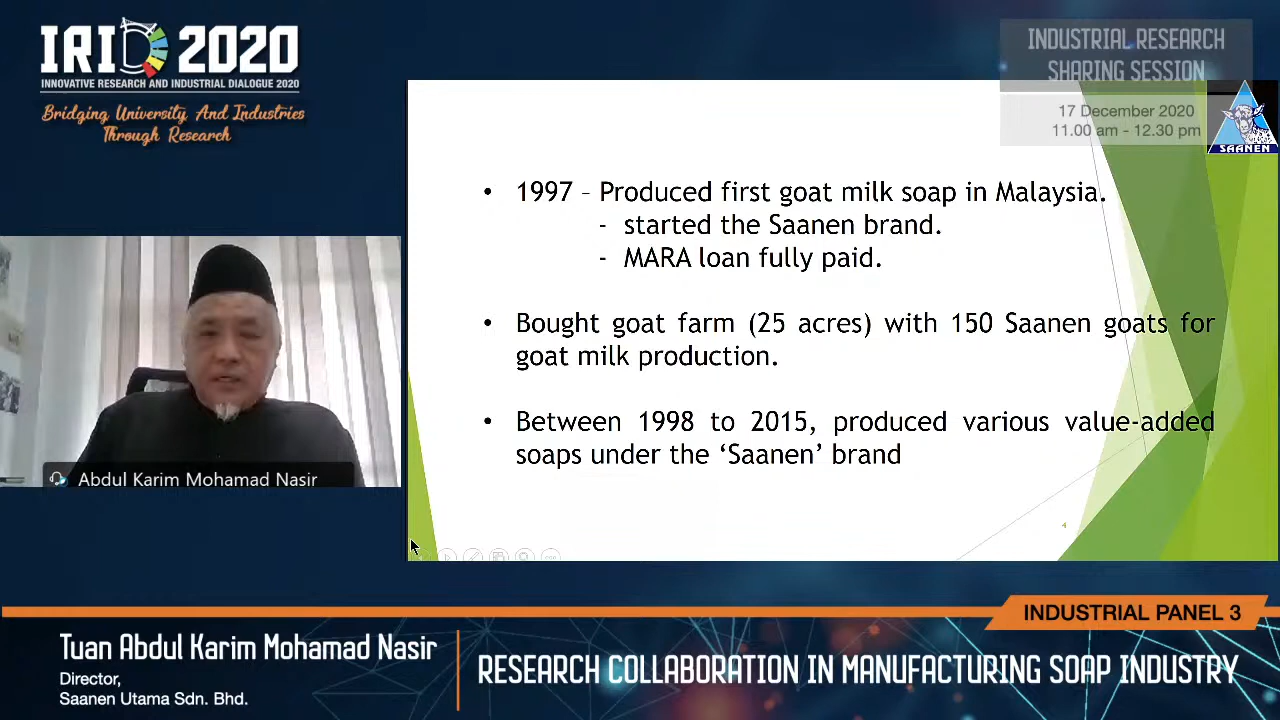 IRID 2020
INNOVATIVE RESEARCH AND INDUSTRIAL DIALOGUE 2020
Bridging University And Industries
Through Research
INDUSTRIAL RESEARCH
SHARING SESSION
17 December 2020
11.00 am - 12.30 pm
SAANEN
• 1997 – Produced first goat milk soap in Malaysia.
- started the Saanen brand.
- MARA loan fully paid.
• Bought goat farm (25 acres) with 150 Saanen goats for
goat milk production.
• Between 1998 to 2015, produced various value-added
soaps under the ‘Saanen’ brand
4
Abdul Karim Mohamad Nasir
INDUSTRIAL PANEL 3
Tuan Abdul Karim Mohamad Nasir
Director,
Saanen Utama Sdn. Bhd.
RESEARCH COLLABORATION IN MANUFACTURING SOAP INDUSTRY